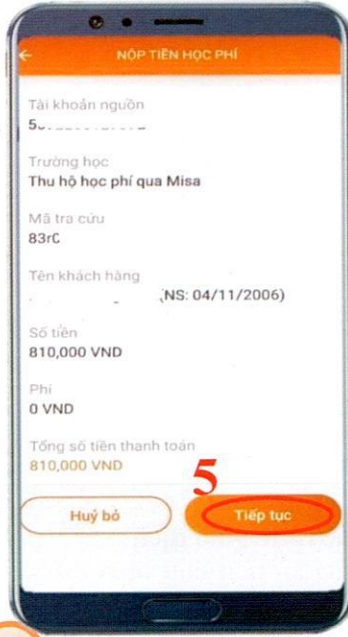 NỘP TIỀN HỌC PHÍ
Tài khoản nguồn
Trường học
Thu hộ học phí qua Misa
Mã tra cứu
Tên khách hàng
(NS: 04/11/2006)
Số tiền
810,000 VND
Phí
0 VND
Tổng số tiền thanh toán
810,000 VND
5
Huỷ bỏ
Tiếp tục